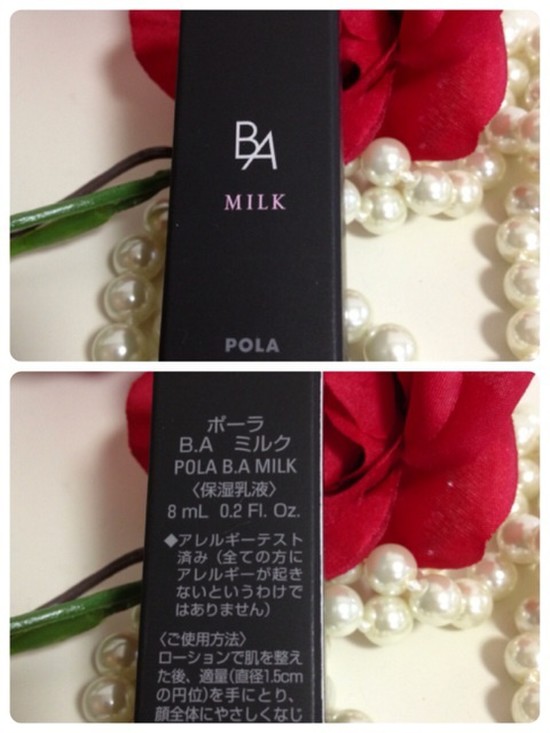 BA
MILK
POLA
ポーラ
B.A ミルク
POLA B.A MILK
〈保湿乳液〉
8 mL 0.2 Fl. Oz.
◆アレルギーテスト
済み（全ての方に
アレルギーが起き
ないというわけで
はありません）
〈ご使用方法〉
ローションで肌を整え
た後、適量(直径1.5cm
の円位)を手にとり、
顔全体にやさしくなじ